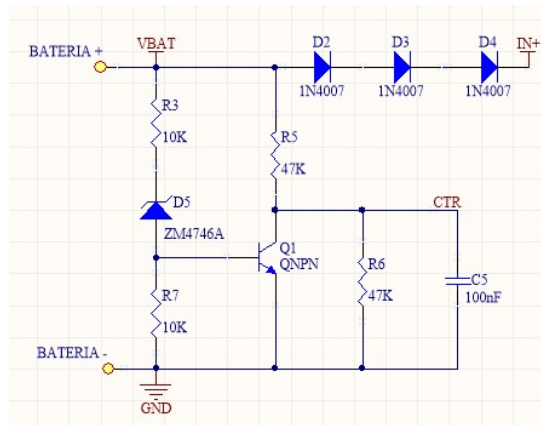 BATERIA +
VBAT
D2
D3
D4
IN+
1N4007
1N4007
1N4007
R3
10K
R5
47K
D5
ZM4746A
CTR
Q1
QNPN
R6
47K
C5
100nF
R7
10K
BATERIA -
GND